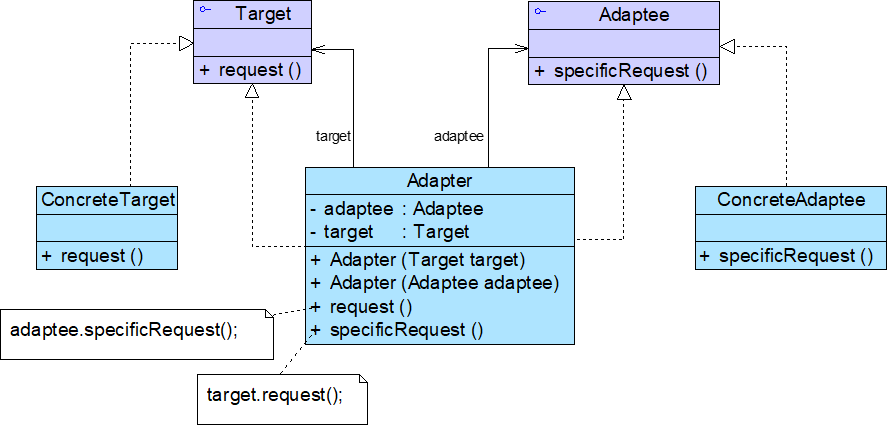 Target
+ request ()
Adaptee
+ specificRequest ()
target
adaptee
ConcreteTarget
+ request ()
Adapter
- adaptee : Adaptee
- target : Target
+ Adapter (Target target)
+ Adapter (Adaptee adaptee)
+ request ()
+ specificRequest ()
ConcreteAdaptee
+ specificRequest ()
adaptee.specificRequest();
target.request();